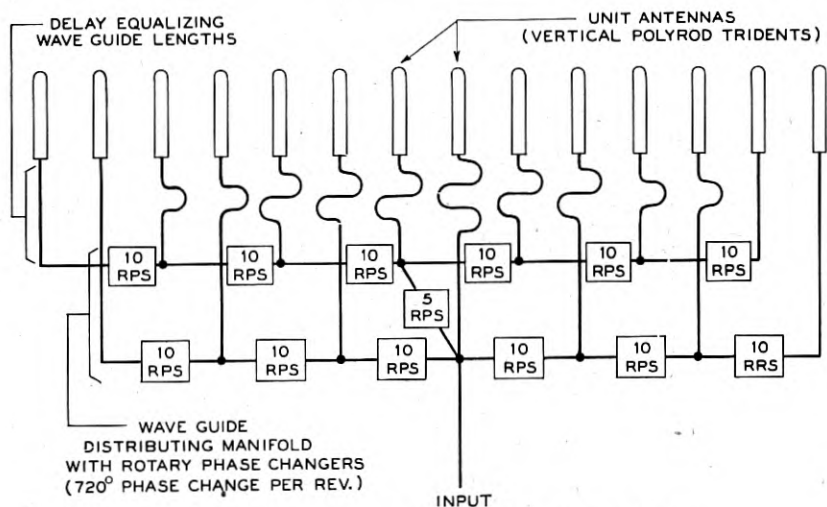 DELAY EQUALIZING
WAVE GUIDE LENGTHS
UNIT ANTENNAS
(VERTICAL POLYROD TRIDENTS)
10
RPS
10
RPS
10
RPS
10
RPS
10
RPS
10
RPS
5
RPS
10
RPS
10
RPS
10
RPS
10
RPS
10
RPS
10
RRS
WAVE GUIDE
DISTRIBUTING MANIFOLD
WITH ROTARY PHASE CHANGERS
(720° PHASE CHANGE PER REV.)
INPUT